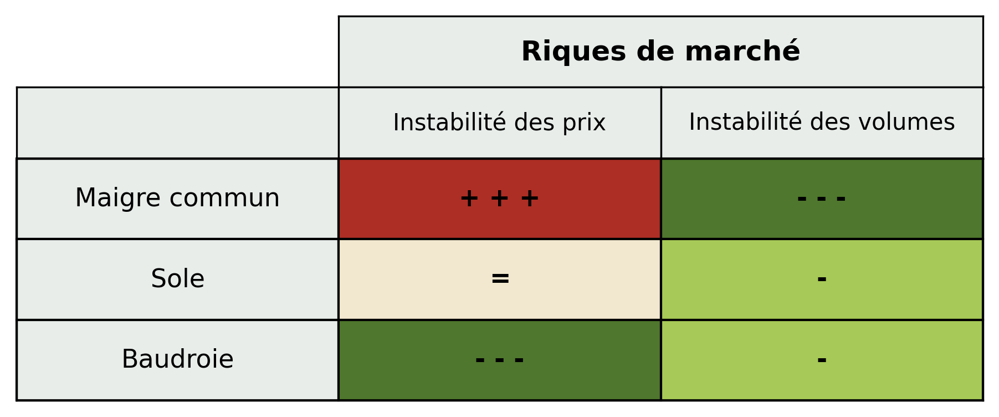 Riques de marché
Instabilité des prix Instabilité des volumes
Maigre commun + + + - - -
Sole = -
Baudroie - - - -